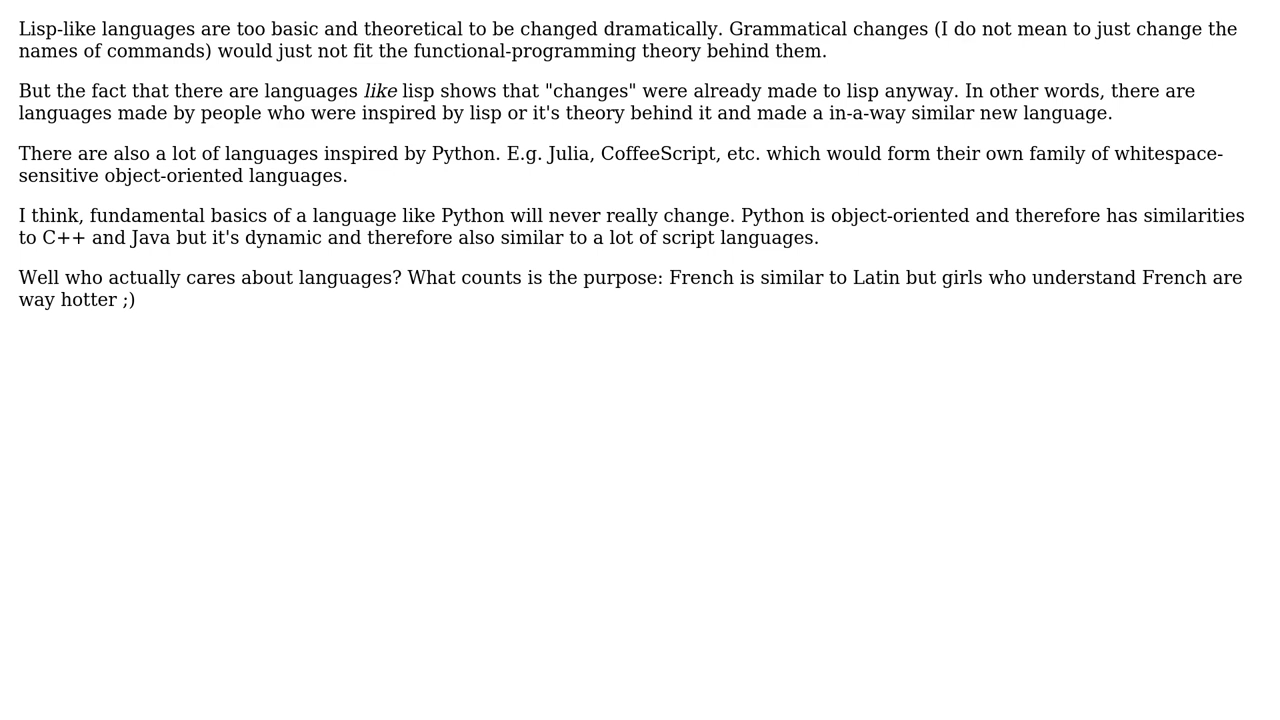 Lisp-like languages are too basic and theoretical to be changed dramatically. Grammatical changes (I do not mean to just change the
names of commands) would just not fit the functional-programming theory behind them.
But the fact that there are languages like lisp shows that "changes" were already made to lisp anyway. In other words, there are
languages made by people who were inspired by lisp or it's theory behind it and made a in-a-way similar new language.
There are also a lot of languages inspired by Python. E.g. Julia, CoffeeScript, etc. which would form their own family of whitespace-
sensitive object-oriented languages.
I think, fundamental basics of a language like Python will never really change. Python is object-oriented and therefore has similarities
to C++ and Java but it's dynamic and therefore also similar to a lot of script languages.
Well who actually cares about languages? What counts is the purpose: French is similar to Latin but girls who understand French are
way hotter ;)